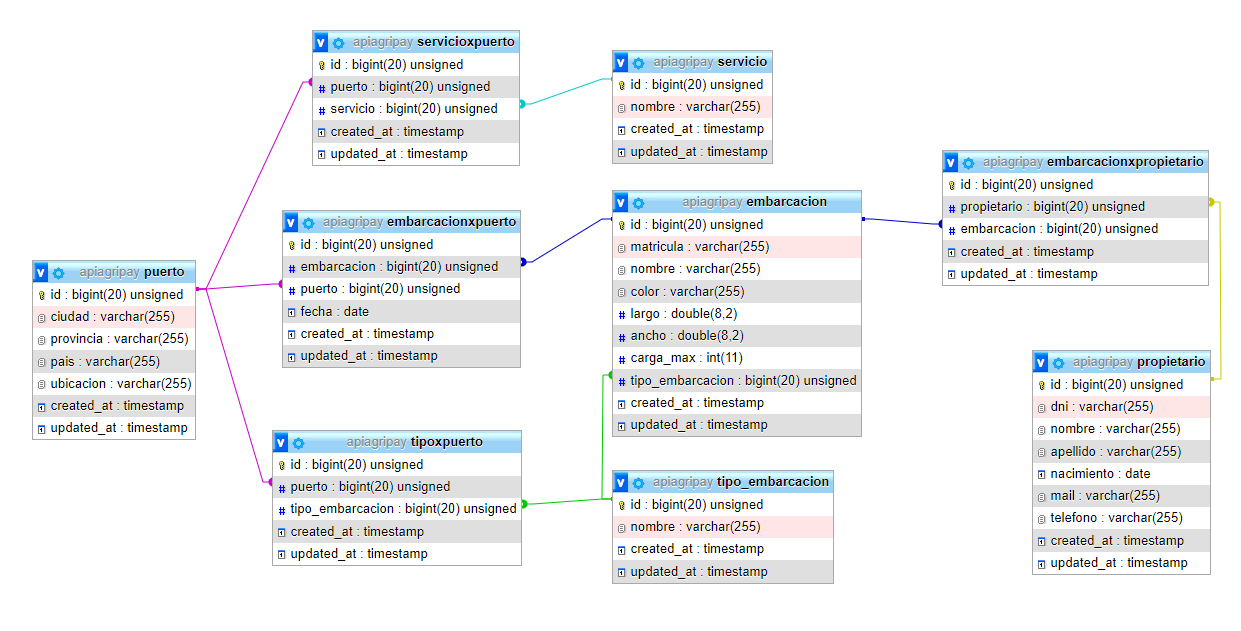 v apiagripay servicioxpuerto
id : bigint(20) unsigned
# puerto : bigint(20) unsigned
# servicio : bigint(20) unsigned
created_at : timestamp
updated_at : timestamp
v apiagripay servicio
id : bigint(20) unsigned
nombre : varchar(255)
created_at : timestamp
updated_at : timestamp
v apiagripay embarcacionxpropietario
id : bigint(20) unsigned
# propietario : bigint(20) unsigned
# embarcacion : bigint(20) unsigned
created_at : timestamp
updated_at : timestamp
v apiagripay embarcacionxpuerto
id : bigint(20) unsigned
# embarcacion : bigint(20) unsigned
# puerto : bigint(20) unsigned
fecha : date
created_at : timestamp
updated_at : timestamp
v apiagripay embarcacion
id : bigint(20) unsigned
matricula : varchar(255)
nombre : varchar(255)
color : varchar(255)
# largo : double(8,2)
# ancho : double(8,2)
# carga_max : int(11)
# tipo_embarcacion : bigint(20) unsigned
created_at : timestamp
updated_at : timestamp
v apiagripay puerto
id : bigint(20) unsigned
ciudad : varchar(255)
provincia : varchar(255)
pais : varchar(255)
ubicacion : varchar(255)
created_at : timestamp
updated_at : timestamp
v apiagripay propietario
id : bigint(20) unsigned
dni : varchar(255)
nombre : varchar(255)
apellido : varchar(255)
nacimiento : date
mail : varchar(255)
telefono : varchar(255)
created_at : timestamp
updated_at : timestamp
v apiagripay tipoxpuerto
id : bigint(20) unsigned
# puerto : bigint(20) unsigned
# tipo_embarcacion : bigint(20) unsigned
created_at : timestamp
updated_at : timestamp
v apiagripay tipo_embarcacion
id : bigint(20) unsigned
nombre : varchar(255)
created_at : timestamp
updated_at : timestamp